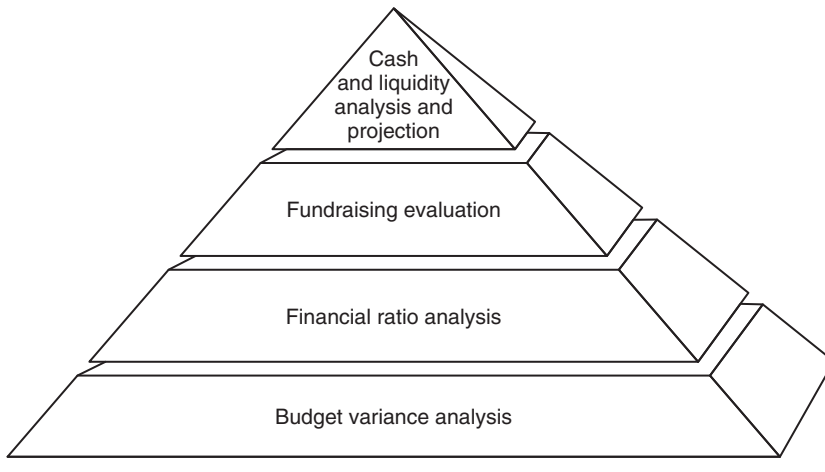 Cash
and liquidity
analysis and
projection
Fundraising evaluation
Financial ratio analysis
Budget variance analysis